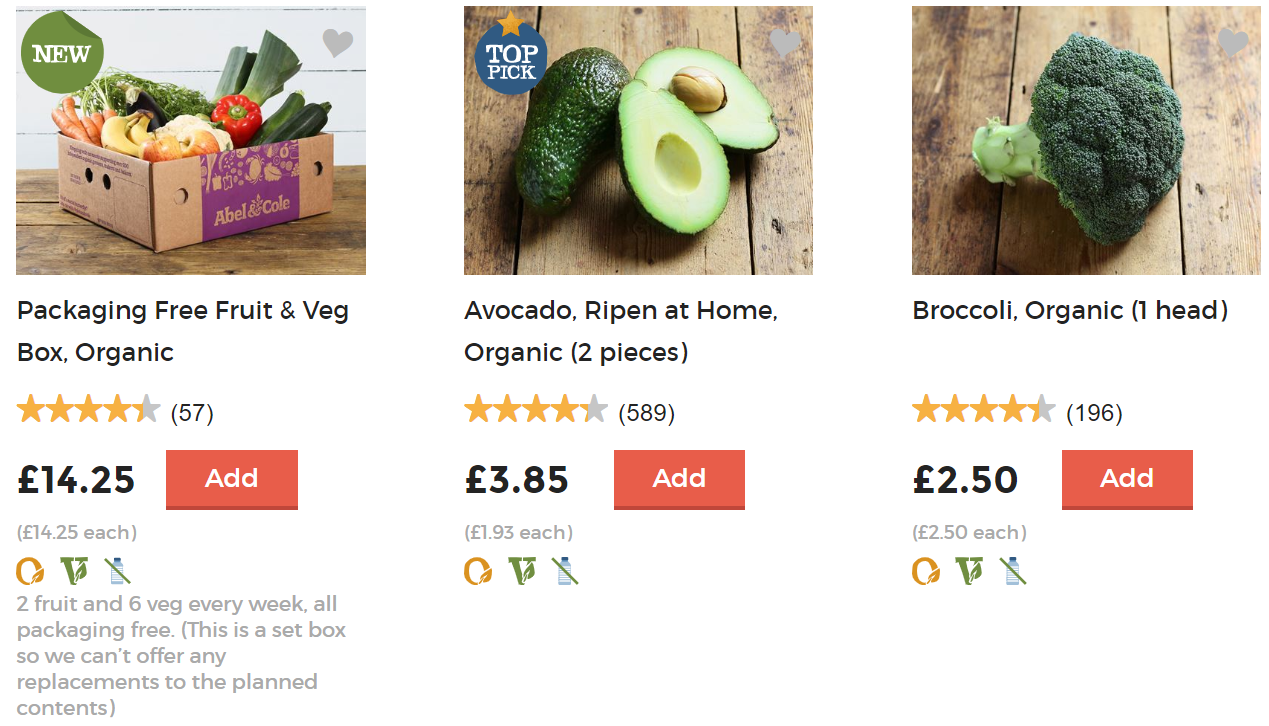 NEW
Abel & Cole
TOP
PICK
Packaging Free Fruit & Veg
Box, Organic
(57)
£14.25
Add
(£14.25 each)
2 fruit and 6 veg every week, all
packaging free. (This is a set box
so we can’t offer any
replacements to the planned
contents)
Avocado, Ripen at Home,
Organic (2 pieces)
(589)
£3.85
Add
(£1.93 each)
Broccoli, Organic (1 head)
(196)
£2.50
Add
(£2.50 each)